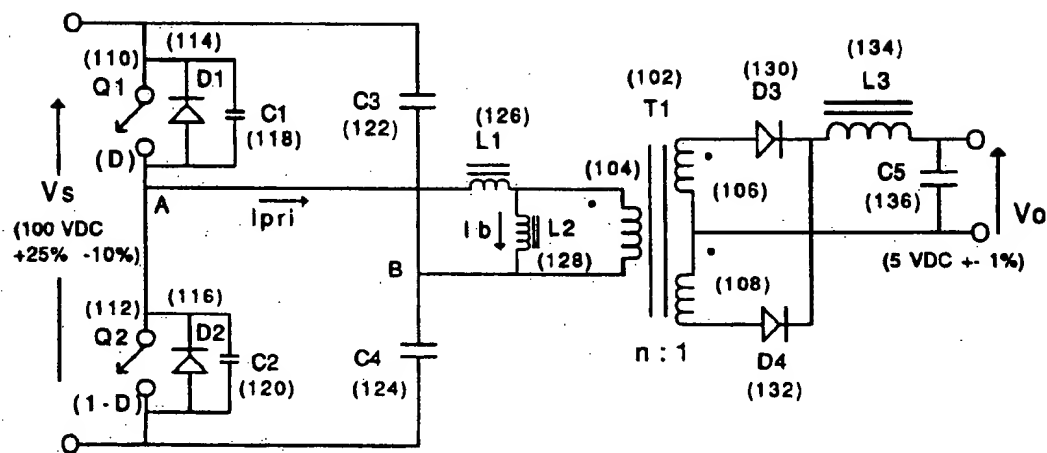 (110)
(114)
Q1
D1
C1
(118)
(D)
Vs
(100 VDC
+25% -10%)
A
Ipri
C3
(122)
(126)
L1
Ib
L2
(128)
B
(112)
(116)
Q2
D2
C2
(120)
(1-D)
C4
(124)
(102)
T1
(104)
(106)
(108)
n : 1
(130)
D3
(134)
L3
C5
(136)
Vo
(5 VDC +- 1%)
D4
(132)